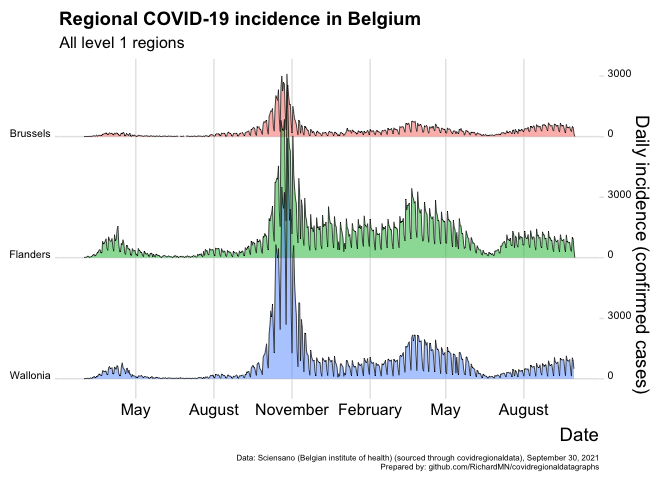 Regional COVID-19 incidence in Belgium
All level 1 regions
3000
Brussels
0
3000
Flanders
0
3000
Wallonia
0
Daily incidence (confirmed cases)
May August November February May August
Date
Data: Sciensano (Belgian institute of health) (sourced through covidregionaldata), September 30, 2021
Prepared by: github.com/RichardMN/covidregionaldatagraphs